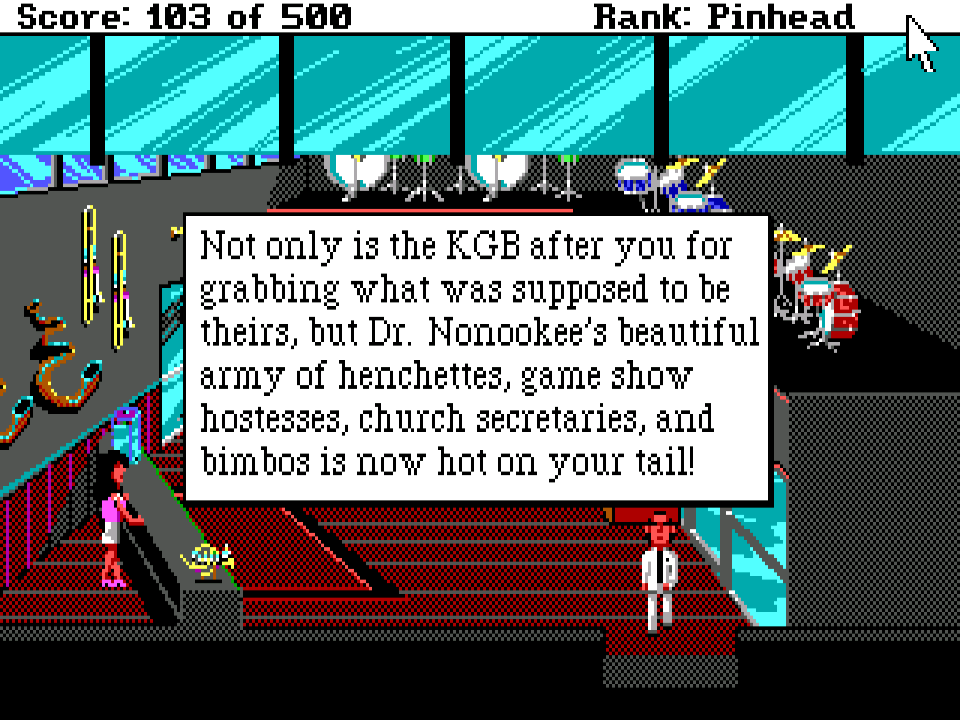 Score: 103 of 500 Rank: Pinhead
Not only is the KGB after you for
grabbing what was supposed to be
theirs, but Dr. Nonookee's beautiful
army of henchettes, game show
hostesses, church secretaries, and
bimbos is now hot on your tail!